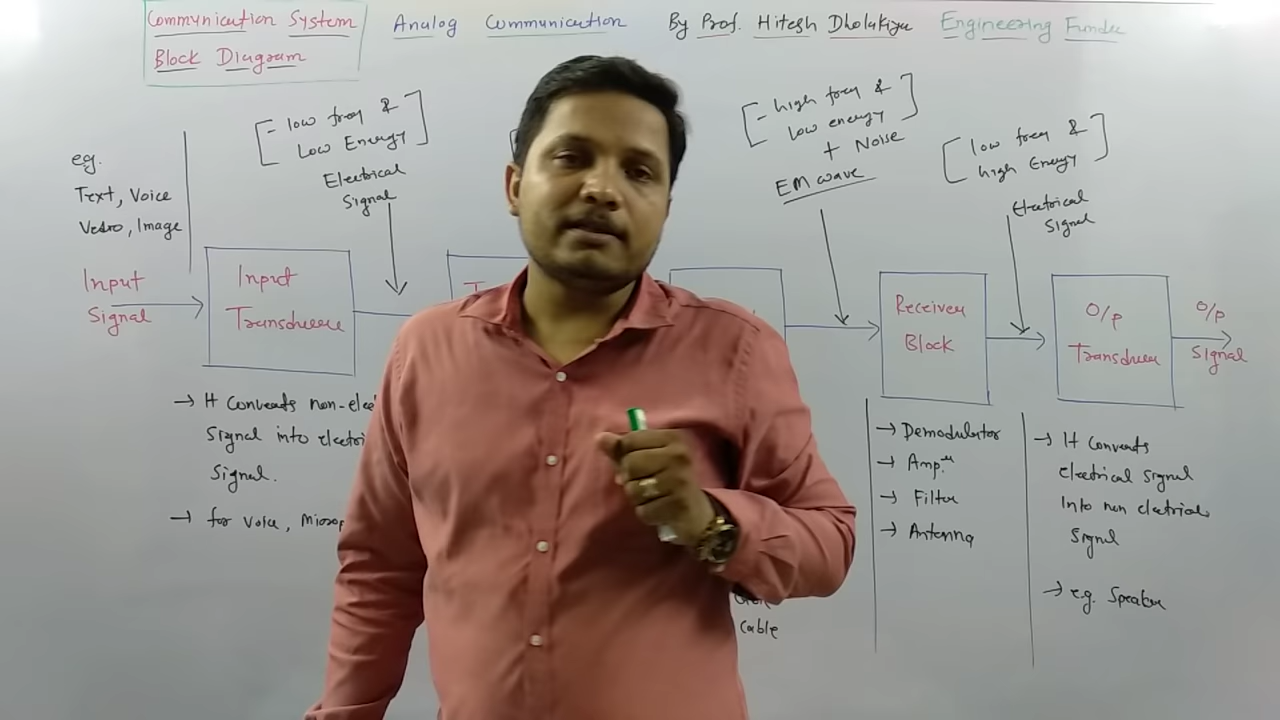 Communication System
Block Diagram
Analog Communication
By Prof. Hitesh Dholakiya
Engineering Funda
eg.
Text, Voice
Video, Image
Input
Signal
[- low freq &
Low Energy]
Electrical
Signal
Input
Transducer
→ It Converts non-elec
Signal into electri
Signal.
→ for Voice, Microp
T
cable
[- high freq &
low energy]
+ Noise
EM wave
Receiver
Block
→ Demodulator
→ Ampr.
→ Filter
→ Antenna
[low freq &
high Energy]
Electrical
Signal
O/p
Transducer
→ It Converts
electrical signal
Into non electrical
Signal
→ e.g. Speaker
O/p
Signal